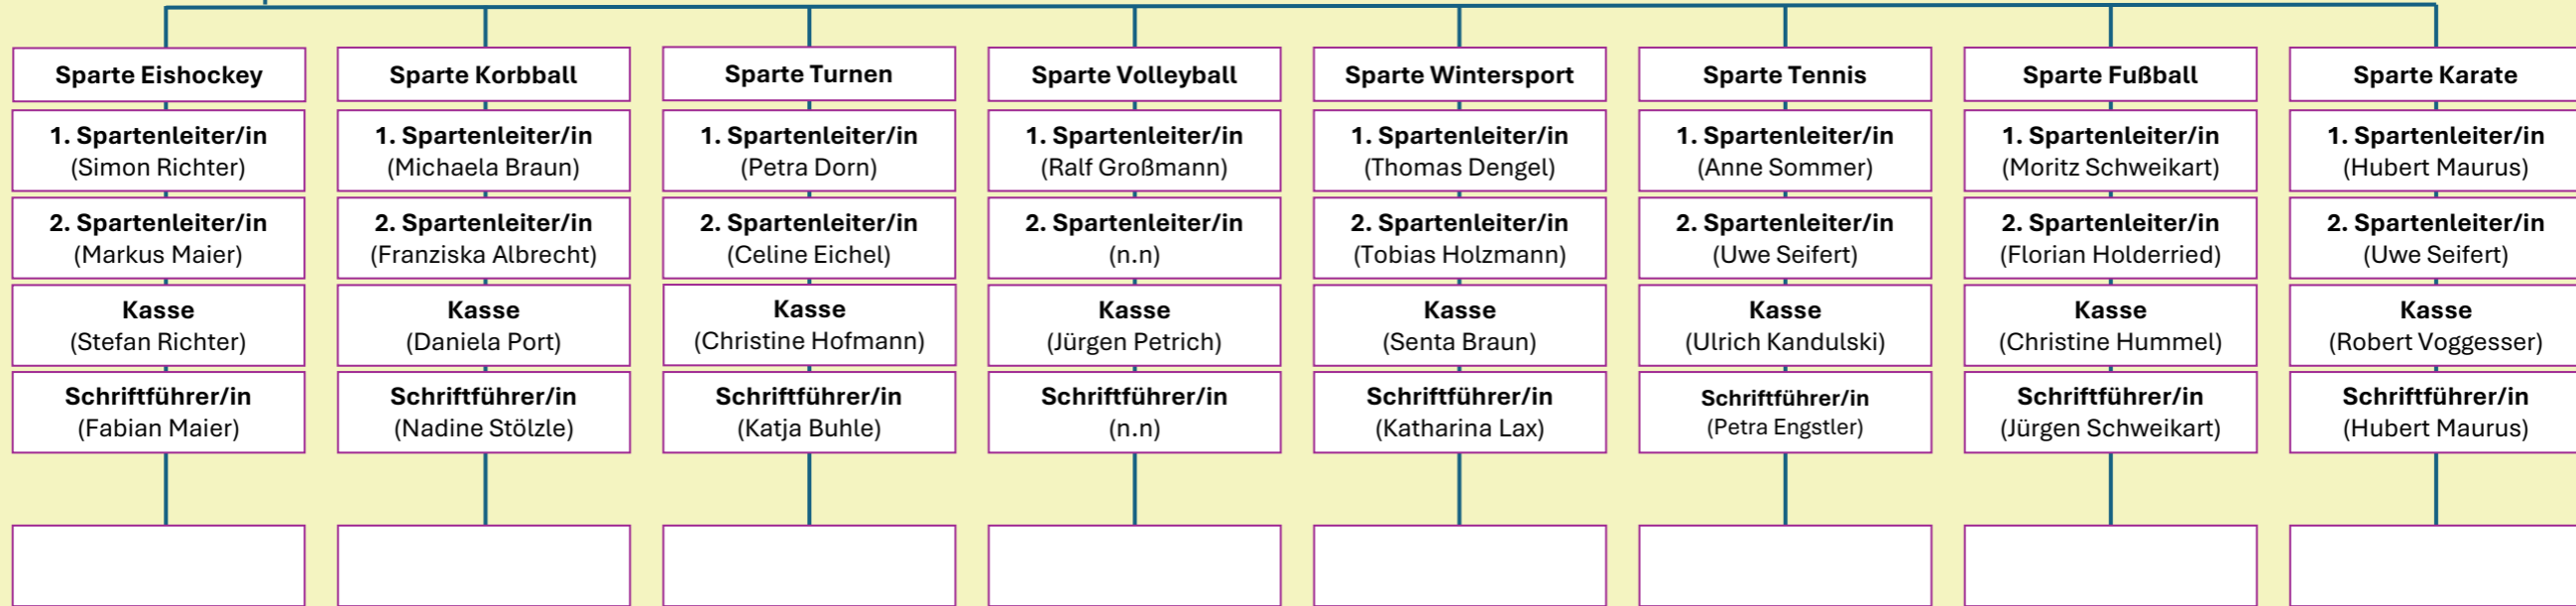 Sparte Eishockey
1. Spartenleiter/in
(Simon Richter)
2. Spartenleiter/in
(Markus Maier)
Kasse
(Stefan Richter)
Schriftführer/in
(Fabian Maier)
Sparte Korbball
1. Spartenleiter/in
(Michaela Braun)
2. Spartenleiter/in
(Franziska Albrecht)
Kasse
(Daniela Port)
Schriftführer/in
(Nadine Stölzle)
Sparte Turnen
1. Spartenleiter/in
(Petra Dorn)
2. Spartenleiter/in
(Celine Eichel)
Kasse
(Christine Hofmann)
Schriftführer/in
(Katja Buhle)
Sparte Volleyball
1. Spartenleiter/in
(Ralf Großmann)
2. Spartenleiter/in
(n.n)
Kasse
(Jürgen Petrich)
Schriftführer/in
(n.n)
Sparte Wintersport
1. Spartenleiter/in
(Thomas Dengel)
2. Spartenleiter/in
(Tobias Holzmann)
Kasse
(Senta Braun)
Schriftführer/in
(Katharina Lax)
Sparte Tennis
1. Spartenleiter/in
(Anne Sommer)
2. Spartenleiter/in
(Uwe Seifert)
Kasse
(Ulrich Kandulski)
Schriftführer/in
(Petra Engstler)
Sparte Fußball
1. Spartenleiter/in
(Moritz Schweikart)
2. Spartenleiter/in
(Florian Holderried)
Kasse
(Christine Hummel)
Schriftführer/in
(Jürgen Schweikart)
Sparte Karate
1. Spartenleiter/in
(Hubert Maurus)
2. Spartenleiter/in
(Uwe Seifert)
Kasse
(Robert Voggesser)
Schriftführer/in
(Hubert Maurus)